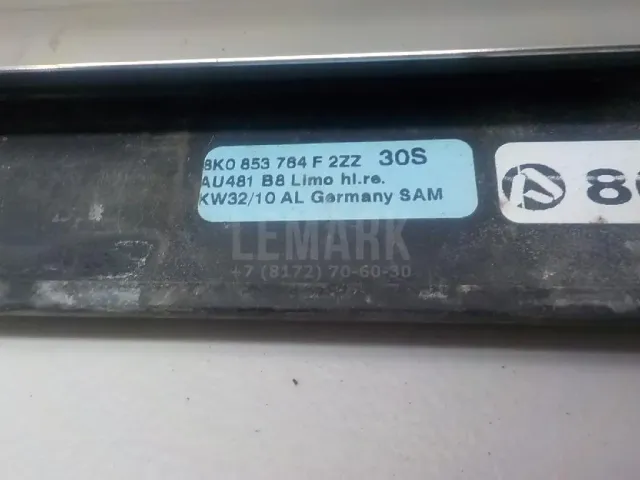 8K0 853 764 F 2ZZ 30S
AU481 B8 Limo hl.re.
KW32/10 AL Germany SAM
LEMARK
+7 (8172) 70-60-30